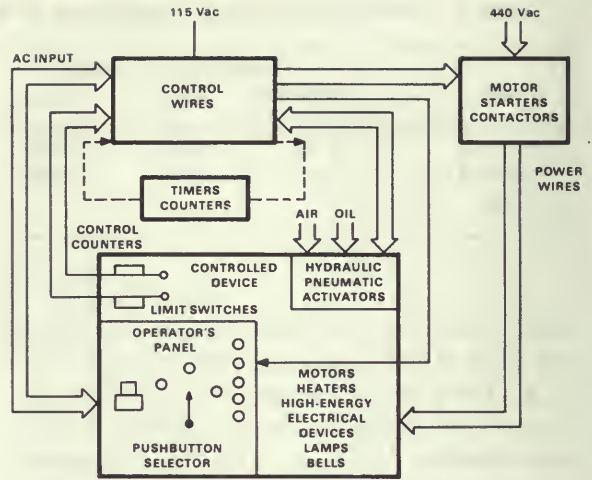 115 Vac
440 Vac
AC INPUT
CONTROL
WIRES
MOTOR
STARTERS
CONTACTORS
POWER
WIRES
TIMERS
COUNTERS
AIR OIL
CONTROL
COUNTERS
CONTROLLED
DEVICE
HYDRAULIC
PNEUMATIC
ACTIVATORS
LIMIT SWITCHES
OPERATOR'S
PANEL
MOTORS
HEATERS
HIGH-ENERGY
ELECTRICAL
DEVICES
LAMPS
BELLS
PUSHBUTTON
SELECTOR